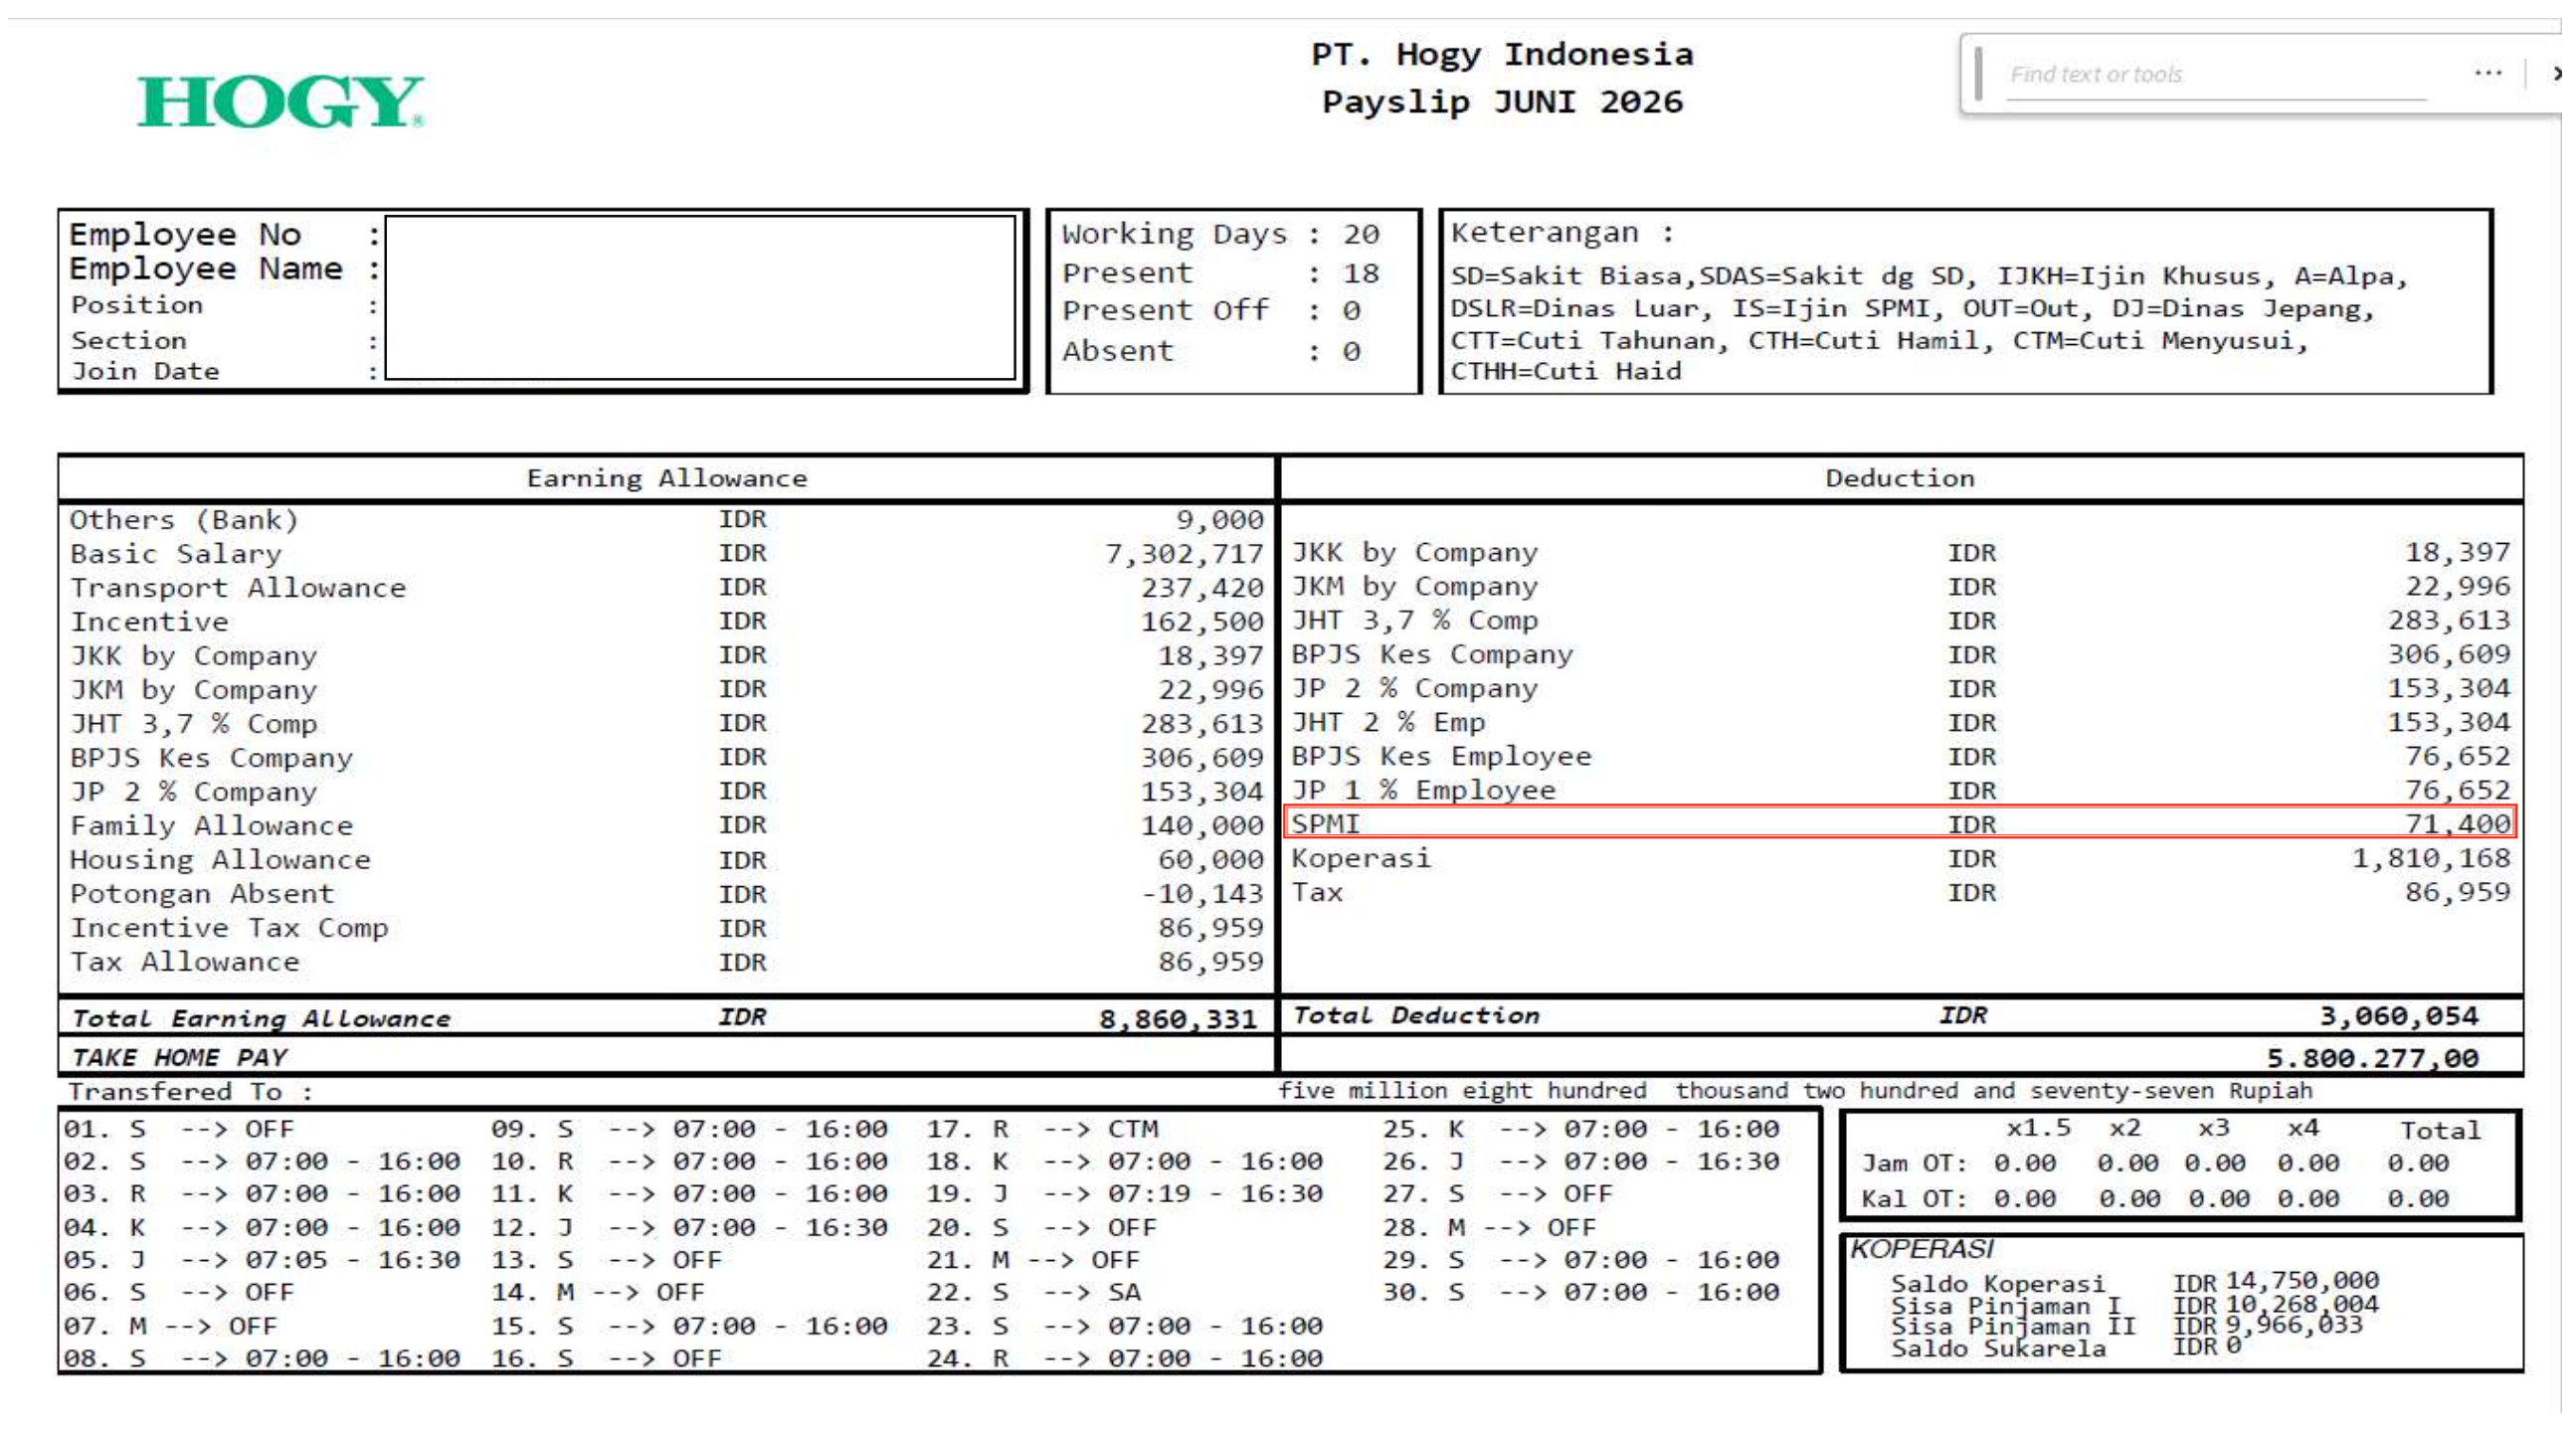 HOGY®
PT. Hogy Indonesia
Payslip JUNI 2026
Find text or tools
Employee No :
Employee Name :
Position :
Section :
Join Date :
Working Days : 20
Present : 18
Present Off : 0
Absent : 0
Keterangan :
SD=Sakit Biasa,SDAS=Sakit dg SD, IJKH=Ijin Khusus, A=Alpa,
DSLR=Dinas Luar, IS=Ijin SPMI, OUT=Out, DJ=Dinas Jepang,
CTT=Cuti Tahunan, CTH=Cuti Hamil, CTM=Cuti Menyusui,
CTHH=Cuti Haid
Earning Allowance
Others (Bank) IDR 9,000
Basic Salary IDR 7,302,717
Transport Allowance IDR 237,420
Incentive IDR 162,500
JKK by Company IDR 18,397
JKM by Company IDR 22,996
JHT 3,7 % Comp IDR 283,613
BPJS Kes Company IDR 306,609
JP 2 % Company IDR 153,304
Family Allowance IDR 140,000
Housing Allowance IDR 60,000
Potongan Absent IDR -10,143
Incentive Tax Comp IDR 86,959
Tax Allowance IDR 86,959
Total Earning Allowance IDR 8,860,331
Deduction
JKK by Company IDR 18,397
JKM by Company IDR 22,996
JHT 3,7 % Comp IDR 283,613
BPJS Kes Company IDR 306,609
JP 2 % Company IDR 153,304
JHT 2 % Emp IDR 153,304
BPJS Kes Employee IDR 76,652
JP 1 % Employee IDR 76,652
SPMI IDR 71,400
Koperasi IDR 1,810,168
Tax IDR 86,959
Total Deduction IDR 3,060,054
TAKE HOME PAY 5.800.277,00
Transfered To : five million eight hundred thousand two hundred and seventy-seven Rupiah
01. S --> OFF
02. S --> 07:00 - 16:00
03. R --> 07:00 - 16:00
04. K --> 07:00 - 16:00
05. J --> 07:05 - 16:30
06. S --> OFF
07. M --> OFF
08. S --> 07:00 - 16:00
09. S --> 07:00 - 16:00
10. R --> 07:00 - 16:00
11. K --> 07:00 - 16:00
12. J --> 07:00 - 16:30
13. S --> OFF
14. M --> OFF
15. S --> 07:00 - 16:00
16. S --> OFF
17. R --> CTM
18. K --> 07:00 - 16:00
19. J --> 07:19 - 16:30
20. S --> OFF
21. M --> OFF
22. S --> SA
23. S --> 07:00 - 16:00
24. R --> 07:00 - 16:00
25. K --> 07:00 - 16:00
26. J --> 07:00 - 16:30
27. S --> OFF
28. M --> OFF
29. S --> 07:00 - 16:00
30. S --> 07:00 - 16:00
x1.5 x2 x3 x4 Total
Jam OT: 0.00 0.00 0.00 0.00 0.00
Kal OT: 0.00 0.00 0.00 0.00 0.00
KOPERASI
Saldo Koperasi IDR 14,750,000
Sisa Pinjaman I IDR 10,268,004
Sisa Pinjaman II IDR 9,966,033
Saldo Sukarela IDR 0